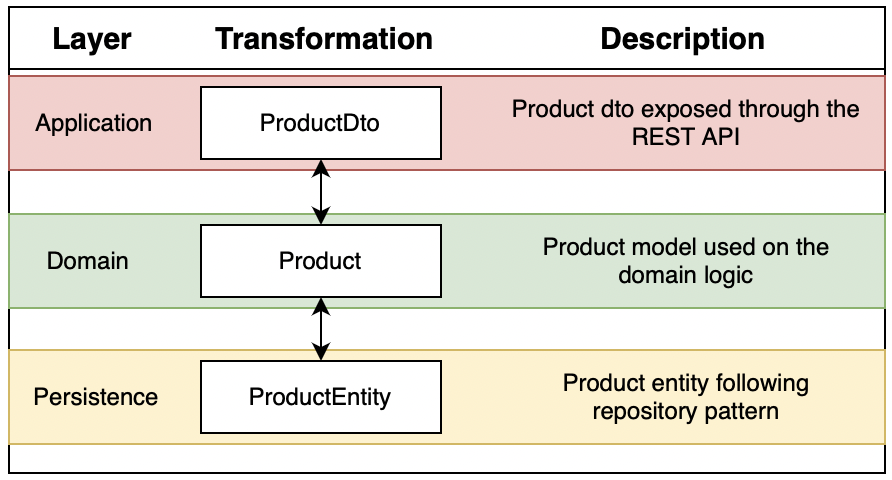 Layer Transformation Description
Application ProductDto Product dto exposed through the
REST API
Domain Product Product model used on the
domain logic
Persistence ProductEntity Product entity following
repository pattern